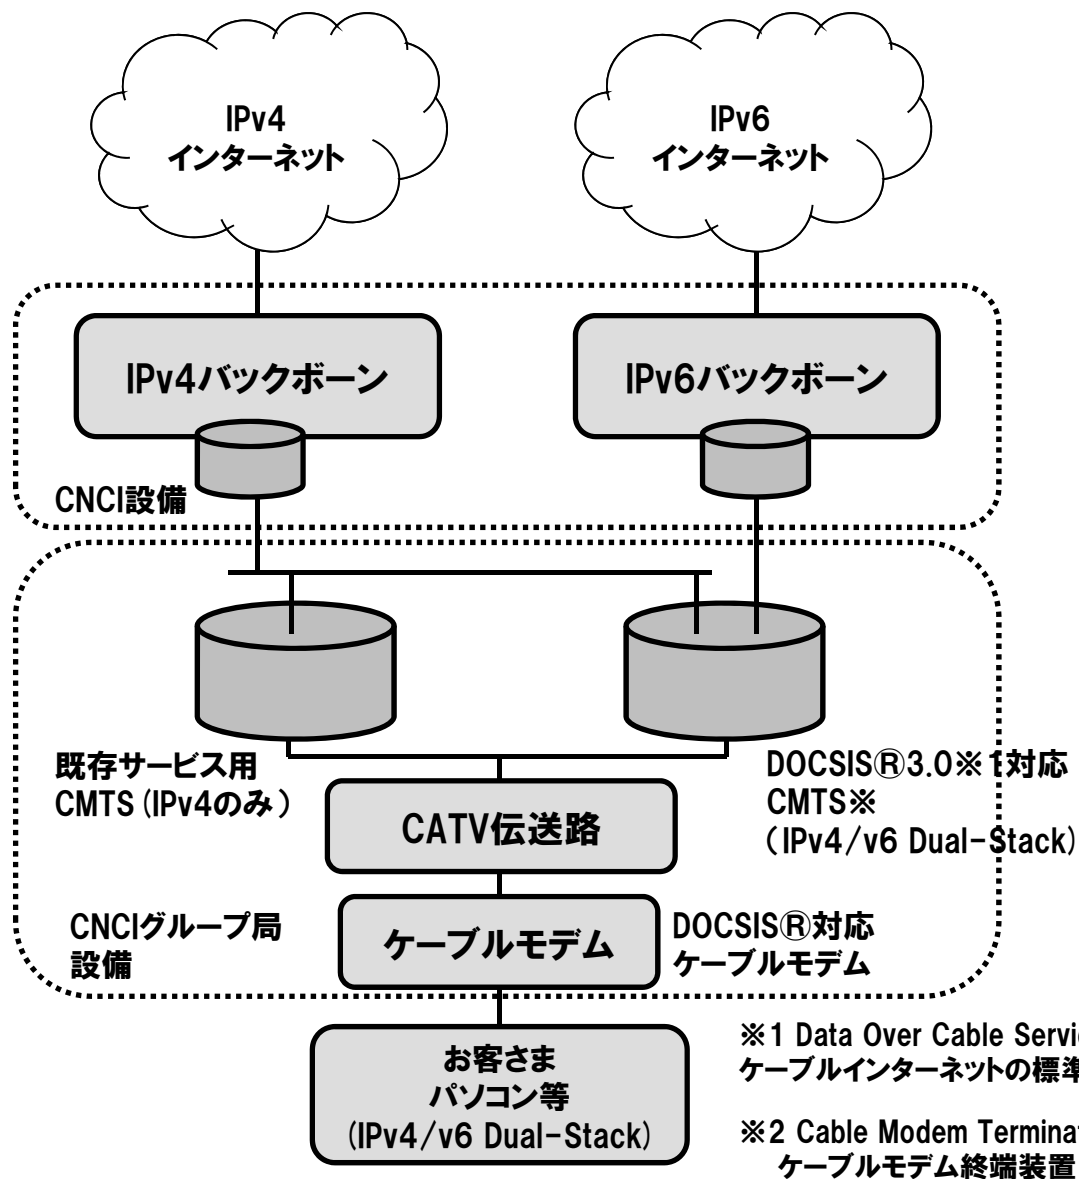 IPv4
インターネット
IPv6
インターネット
IPv4バックボーン
IPv6バックボーン
CNCI設備
既存サービス用
CMTS(IPv4のみ)
DOCSIS®3.0※1対応
CMTS※
(IPv4/v6 Dual-Stack)
CATV伝送路
CNCIグループ局
設備
ケーブルモデム
DOCSIS®対応
ケーブルモデム
お客さま
パソコン等
(IPv4/v6 Dual-Stack)
※1 Data Over Cable
ケーブルインターネットの標準
※2 Cable Modem
ケーブルモデム終端装置